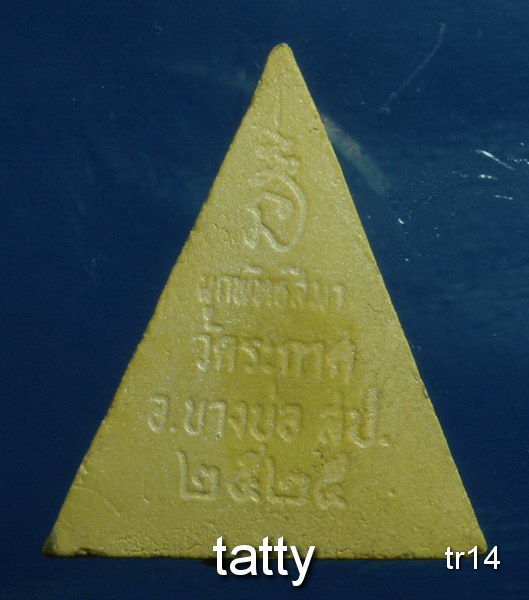 ผูกพัทธสีมา
วัดระกาศ
อ.บางบ่อ ส.ป.
๒๕๒๕
tatty
tr14